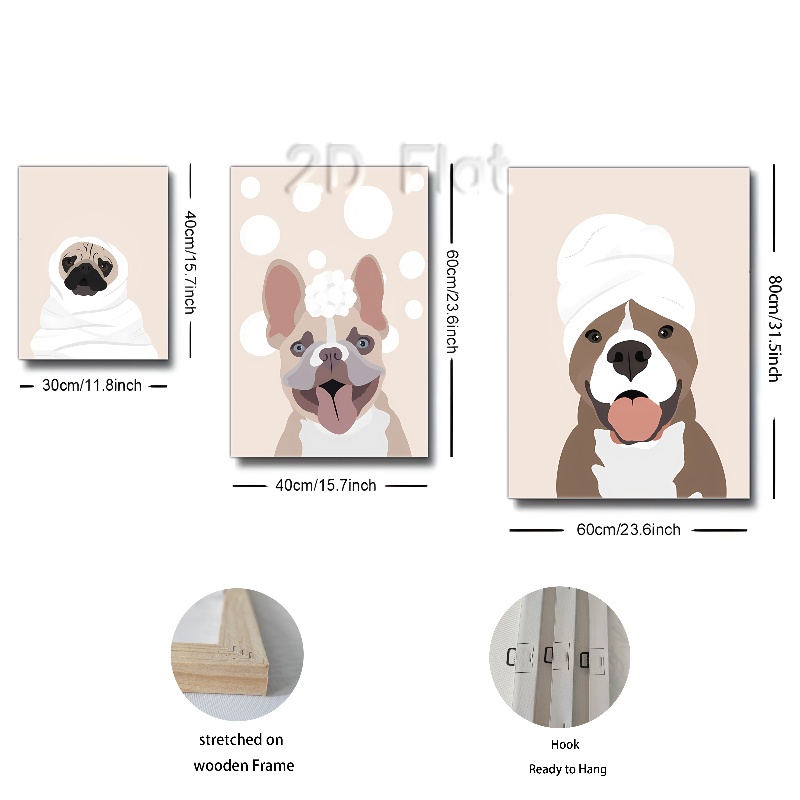 2D Flat
40cm/15.7inch
30cm/11.8inch
60cm/23.6inch
40cm/15.7inch
80cm/31.5inch
60cm/23.6inch
stretched on
wooden Frame
Hook
Ready to Hang